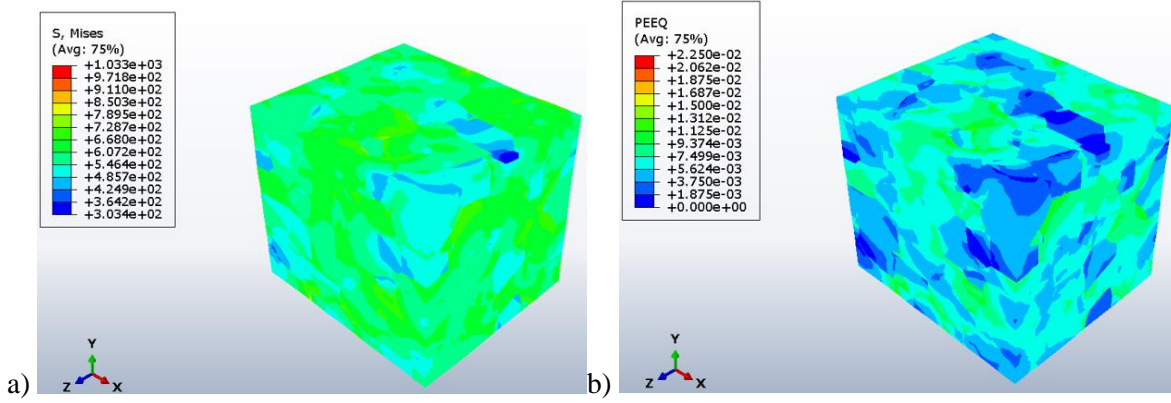 S, Mises
(Avg: 75%)
+1.033e+03
+9.718e+02
+9.110e+02
+8.503e+02
+7.895e+02
+7.287e+02
+6.680e+02
+6.072e+02
+5.464e+02
+4.857e+02
+4.249e+02
+3.642e+02
+3.034e+02
Y
Z
X
a)
PEEQ
(Avg: 75%)
+2.250e-02
+2.062e-02
+1.875e-02
+1.687e-02
+1.500e-02
+1.312e-02
+1.125e-02
+9.374e-03
+7.499e-03
+5.624e-03
+3.750e-03
+1.875e-03
+0.000e+00
Y
Z
X
b)